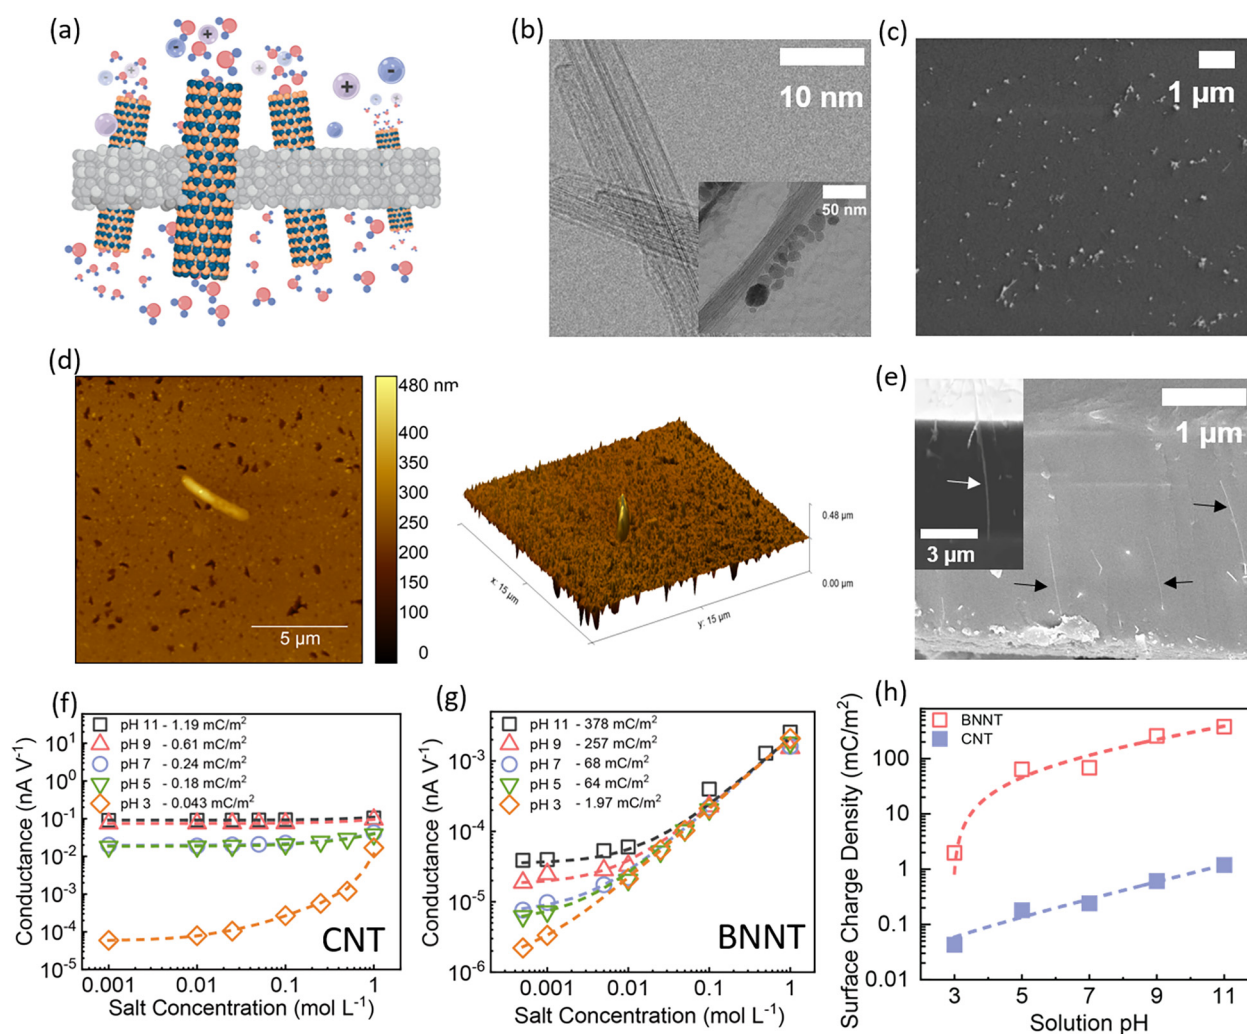 (a)
+
-
-
+
+
-
+
-
(b)
10 nm
50 nm
(c)
1 µm
(d)
480 nm
400
450
350
300
250
200
150
100
0
5 µm
x: 15 µm
y: 15 µm
0.48 µm
0.00 µm
(e)
1 µm
3 µm
(f)
pH 11 - 1.19 mC/m²
pH 9 - 0.61 mC/m²
pH 7 - 0.24 mC/m²
pH 5 - 0.18 mC/m²
pH 3 - 0.043 mC/m²
10¹
10⁰
10⁻¹
10⁻²
10⁻³
10⁻⁴
10⁻⁵
Conductance (nA V⁻¹)
CNT
0.001 0.01 0.1 1
Salt Concentration (mol L⁻¹)
(g)
pH 11 - 378 mC/m²
pH 9 - 257 mC/m²
pH 7 - 68 mC/m²
pH 5 - 64 mC/m²
pH 3 - 1.97 mC/m²
10⁻³
10⁻⁴
10⁻⁵
10⁻⁶
Conductance (nA V⁻¹)
BNNT
0.001 0.01 0.1 1
Salt Concentration (mol L⁻¹)
(h)
BNNT
CNT
100
10
1
0.1
0.01
Surface Charge Density (mC/m²)
3 5 7 9 11
Solution pH